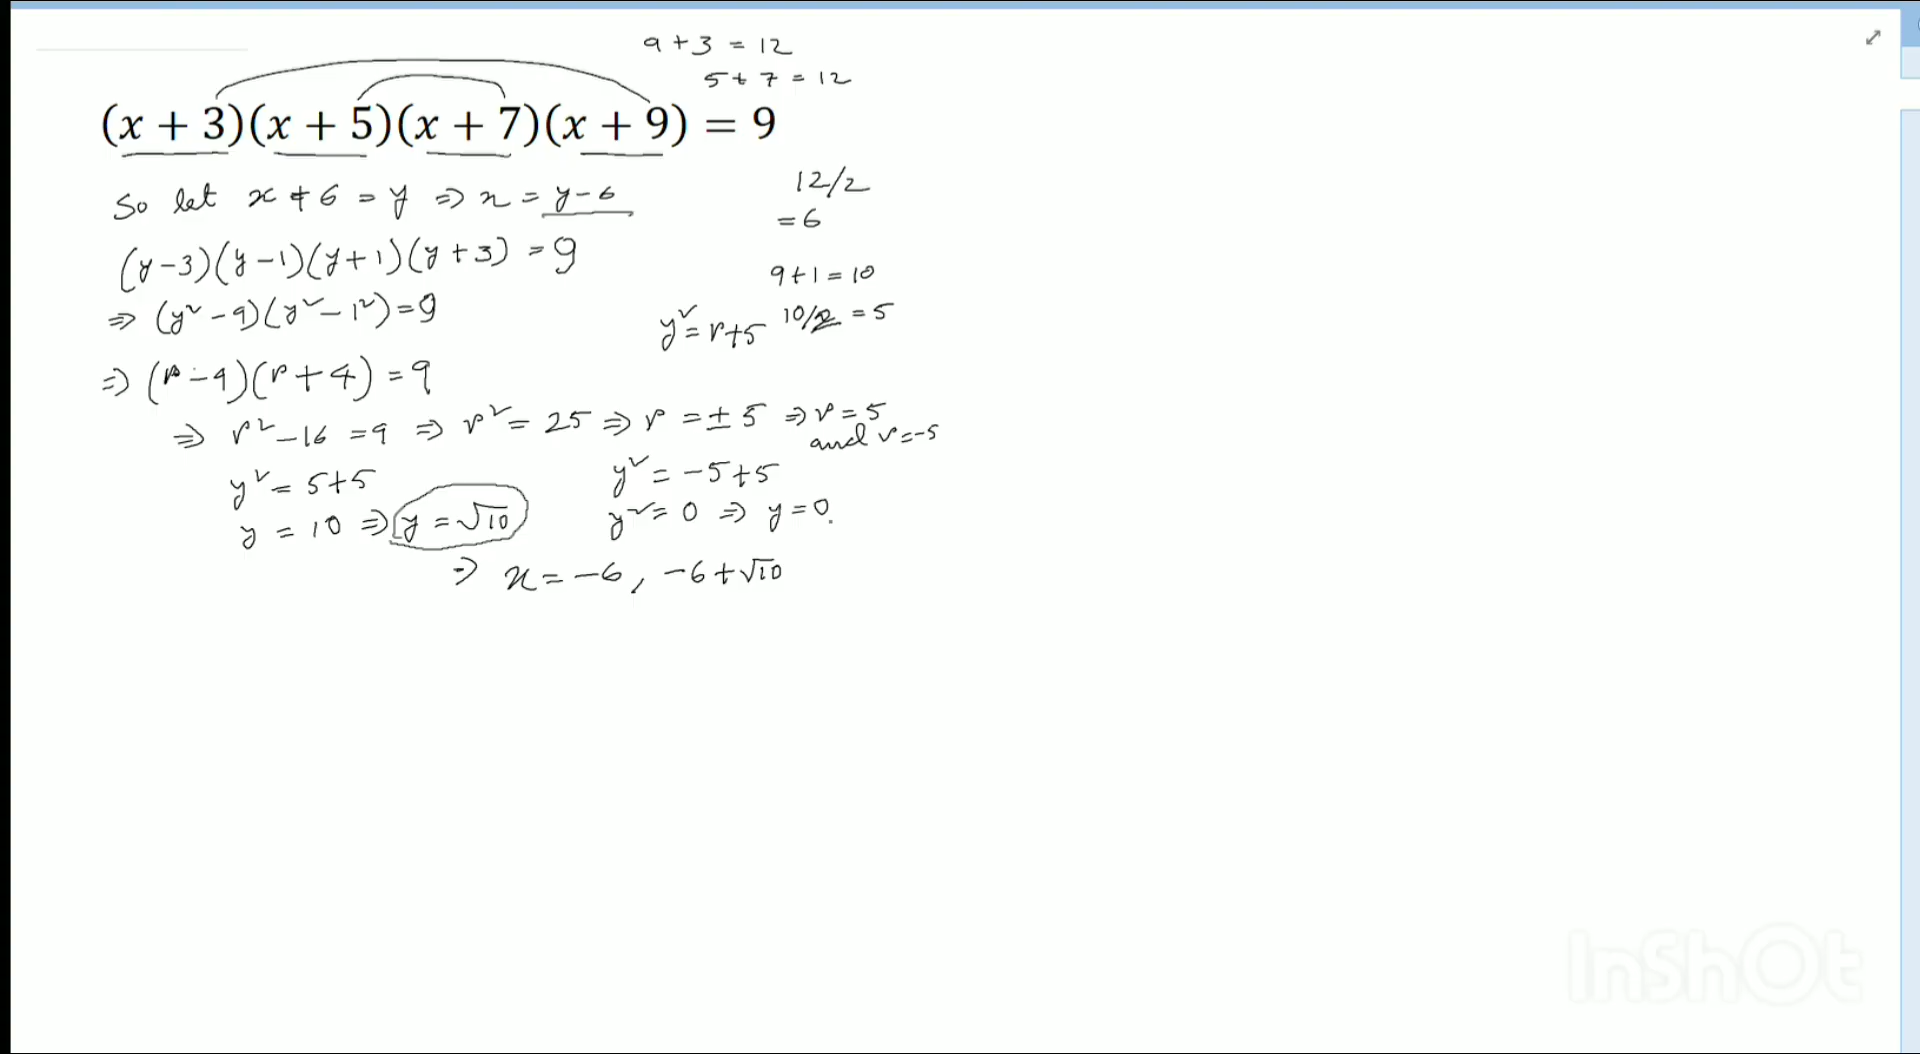 9 + 3 = 12
5 + 7 = 12
(x + 3)(x + 5)(x + 7)(x + 9) = 9
So let x + 6 = y ⇒ x = y - 6
12/2
= 6
(y-3)(y-1)(y+1)(y+3) = 9
9 + 1 = 10
⇒ (y² - 9)(y² - 1²) = 9
y² = r + 5
10/2 = 5
⇒ (r - 4)(r + 4) = 9
⇒ r² - 16 = 9 ⇒ r² = 25 ⇒ r = ± 5 ⇒ r = 5
and r = -5
y² = 5 + 5
y² = -5 + 5
y = 10 ⇒ y = √10
y² = 0 ⇒ y = 0.
⇒ x = -6, -6 + √10
InShOt